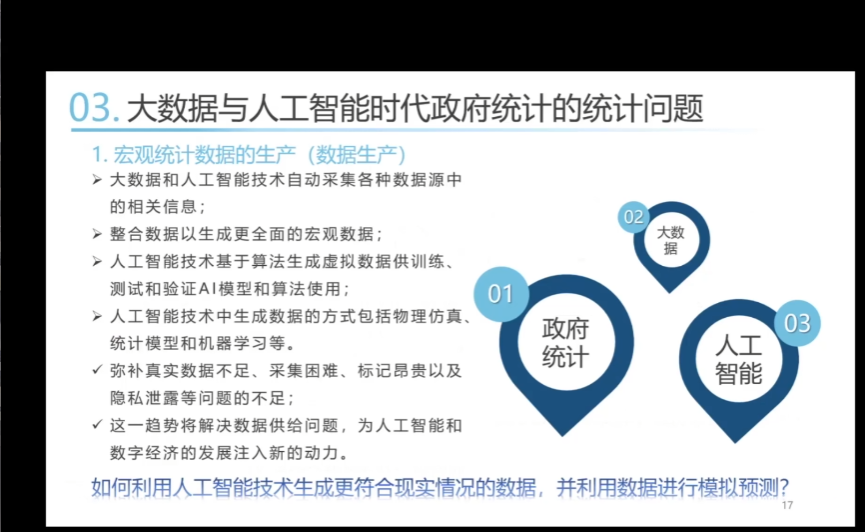 03. 大数据与人工智能时代政府统计的统计问题
1. 宏观统计数据的生产（数据生产）
➢ 大数据和人工智能技术自动采集各种数据源中
的相关信息；
➢ 整合数据以生成更全面的宏观数据；
➢ 人工智能技术基于算法生成虚拟数据供训练、
测试和验证AI模型和算法使用；
➢ 人工智能技术中生成数据的方式包括物理仿真、
统计模型和机器学习等。
✓ 弥补真实数据不足、采集困难、标记昂贵以及
隐私泄露等问题的不足；
✓ 这一趋势将解决数据供给问题，为人工智能和
数字经济的发展注入新的动力。
01
政府
统计
02
大数
据
03
人工
智能
如何利用人工智能技术生成更符合现实情况的数据，并利用数据进行模拟预测？
17